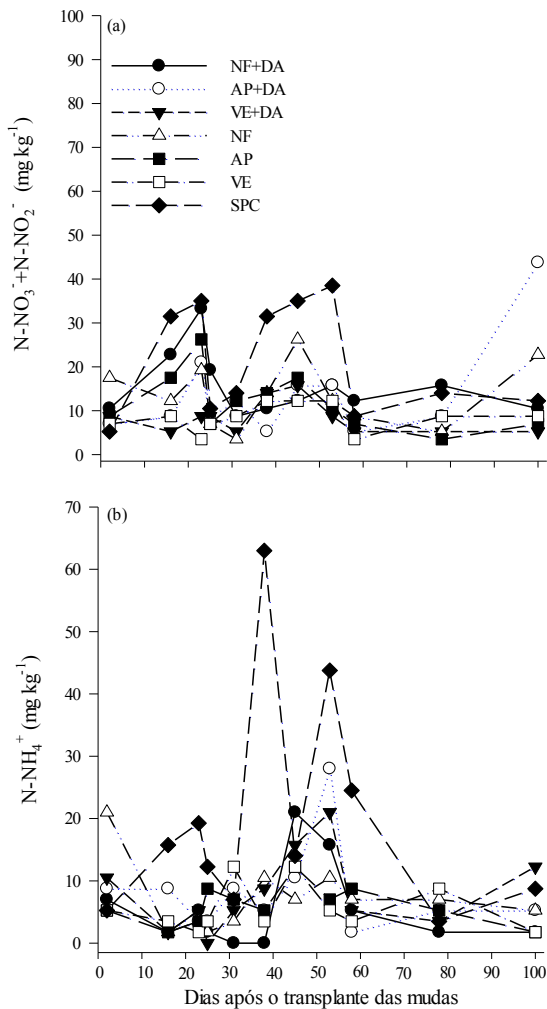 (a)
100
90
80
70
60
50
40
30
20
10
0
N-NO₃⁻+N-NO₂⁻ (mg kg⁻¹)
NF+DA
AP+DA
VE+DA
NF
AP
VE
SPC
(b)
70
60
50
40
30
20
10
0
N-NH₄⁺ (mg kg⁻¹)
0 10 20 30 40 50 60 70 80 90 100
Dias após o transplante das mudas